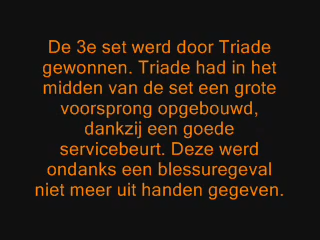 De 3e set werd door Triade
gewonnen. Triade had in het
midden van de set een grote
voorsprong opgebouwd,
dankzij een goede
servicebeurt. Deze werd
ondanks een blessuregeval
niet meer uit handen gegeven.